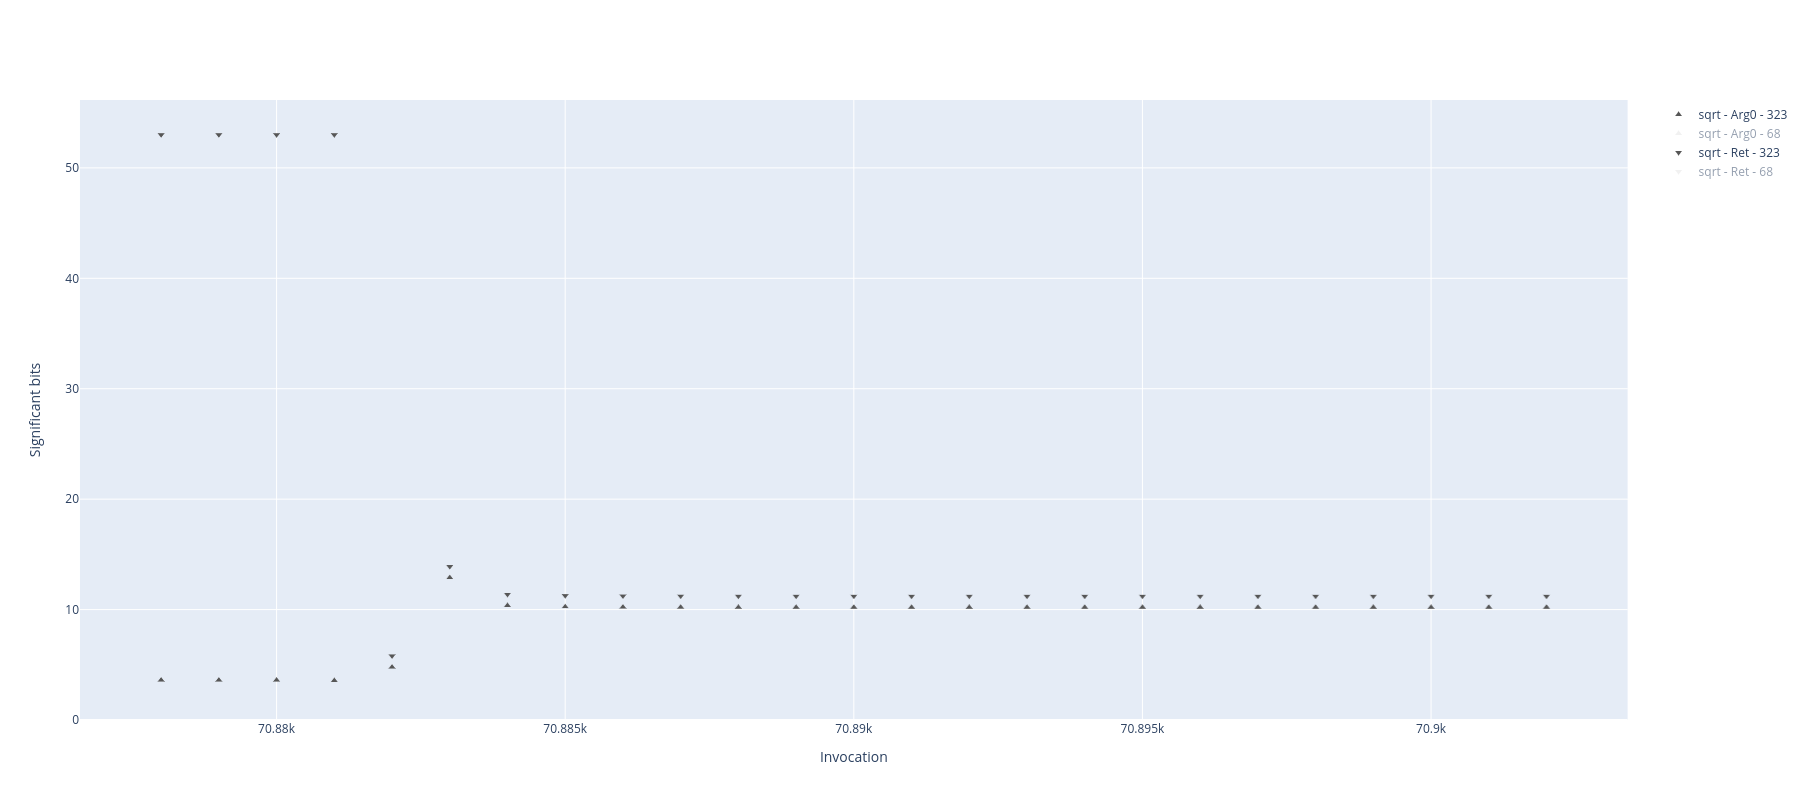 sqrt - Arg0 - 323
sqrt - Arg0 - 68
sqrt - Ret - 323
sqrt - Ret - 68
50
40
30
20
10
0
Significant bits
70.88k 70.885k 70.89k 70.895k 70.9k
Invocation